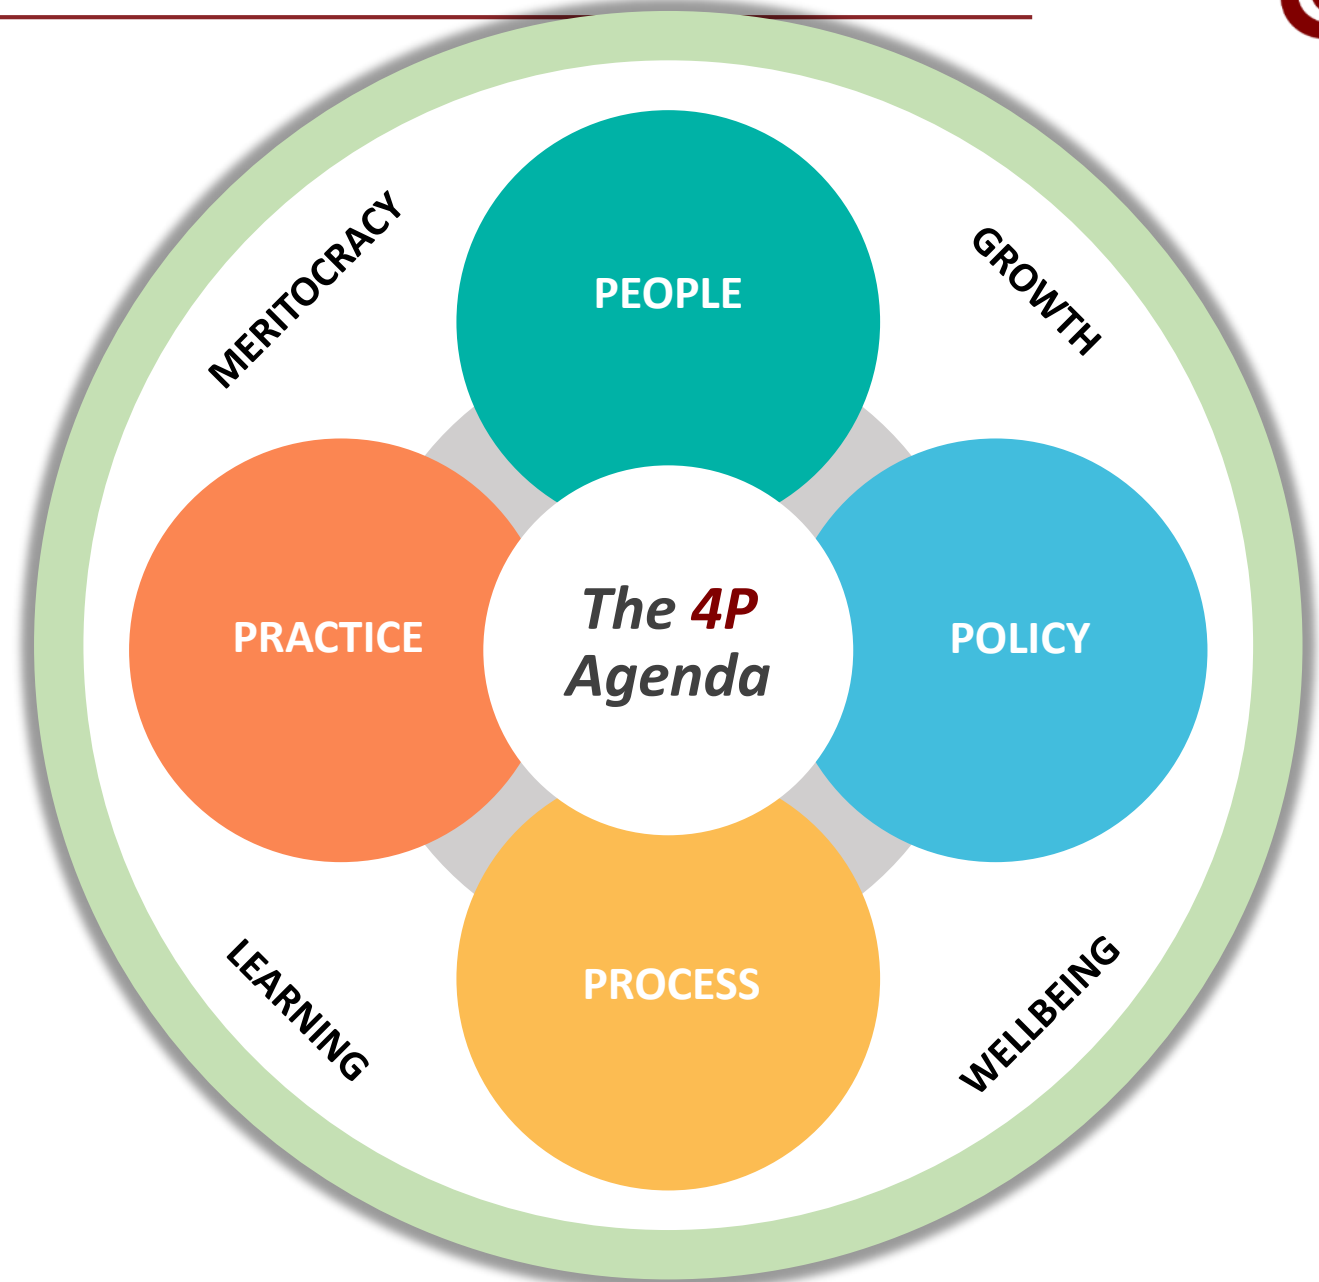 MERITOCRACY
GROWTH
PEOPLE
PRACTICE
The 4P
Agenda
POLICY
PROCESS
LEARNING
WELLBEING